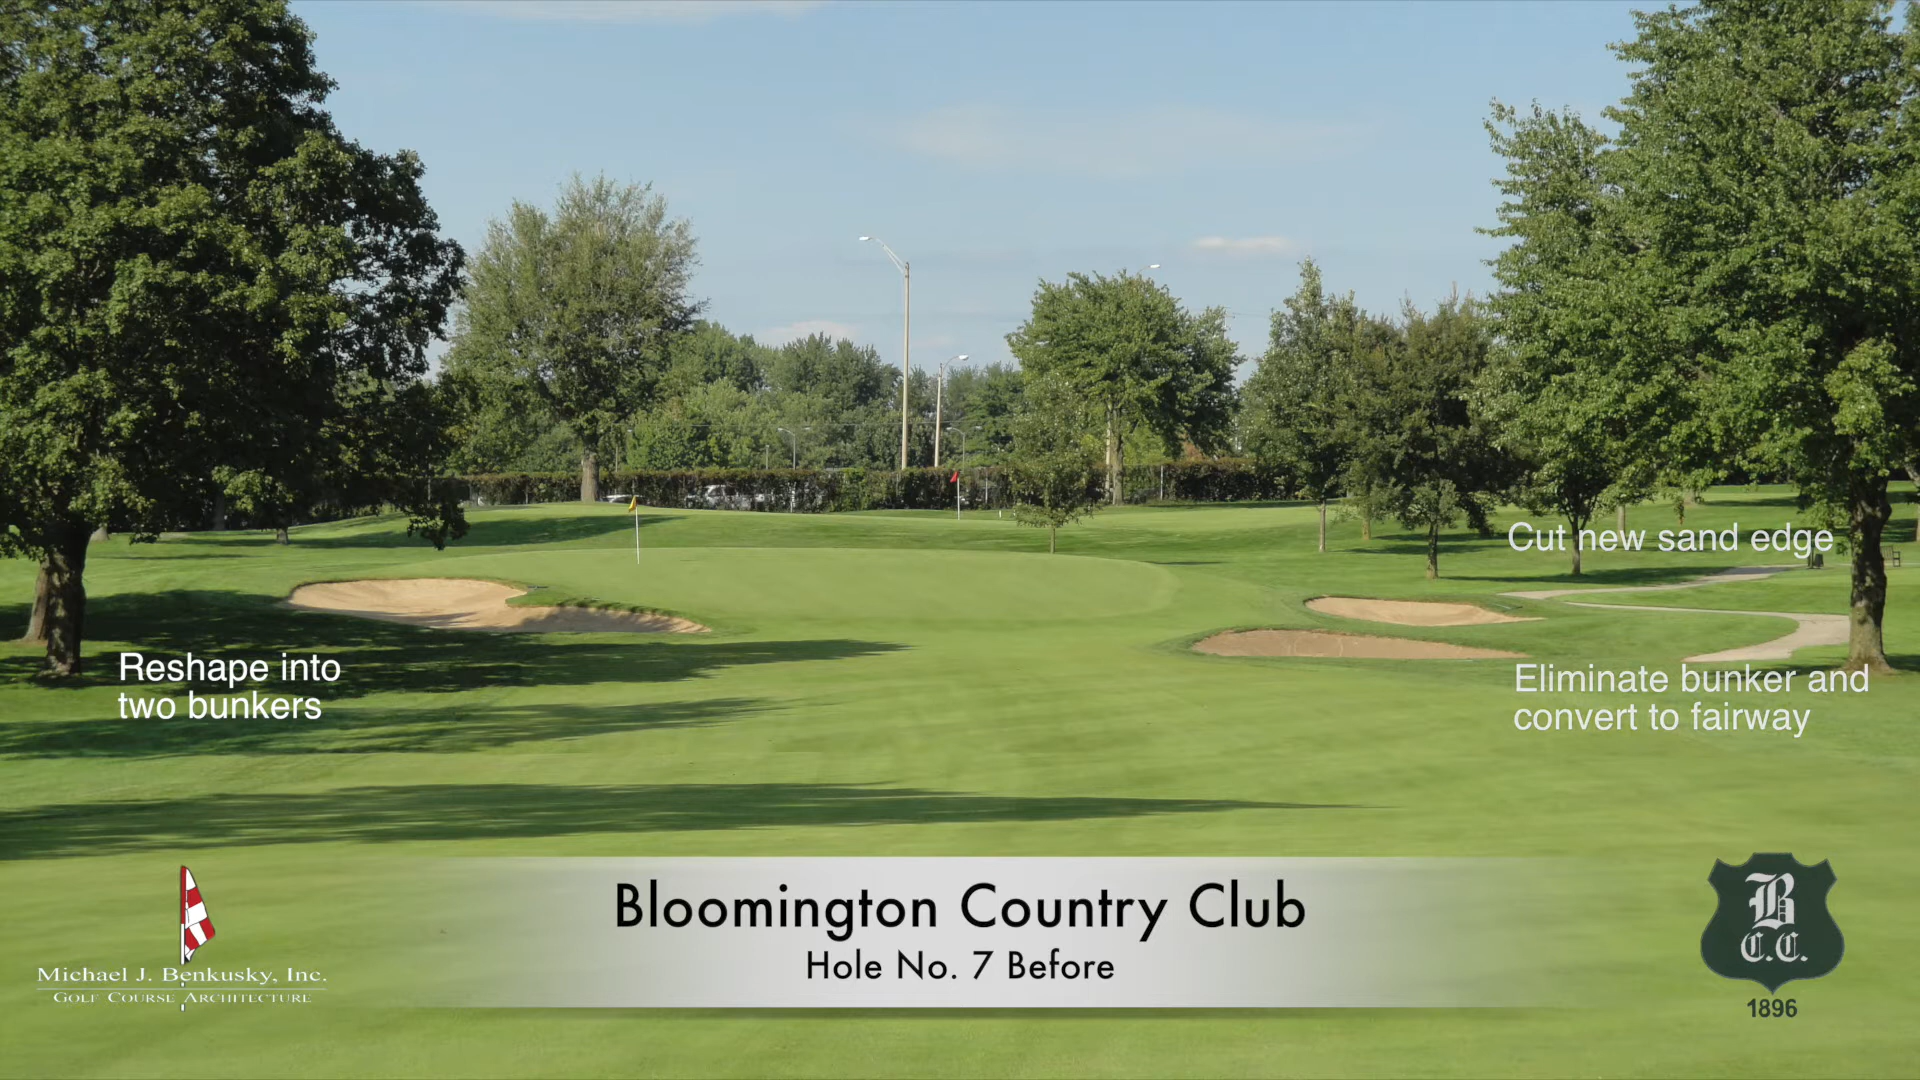 Cut new sand edge
Reshape into
two bunkers
Eliminate bunker and
convert to fairway
Bloomington Country Club
Hole No. 7 Before
Michael J. Benkusky, Inc.
Golf Course Architecture
B
C.C.
1896